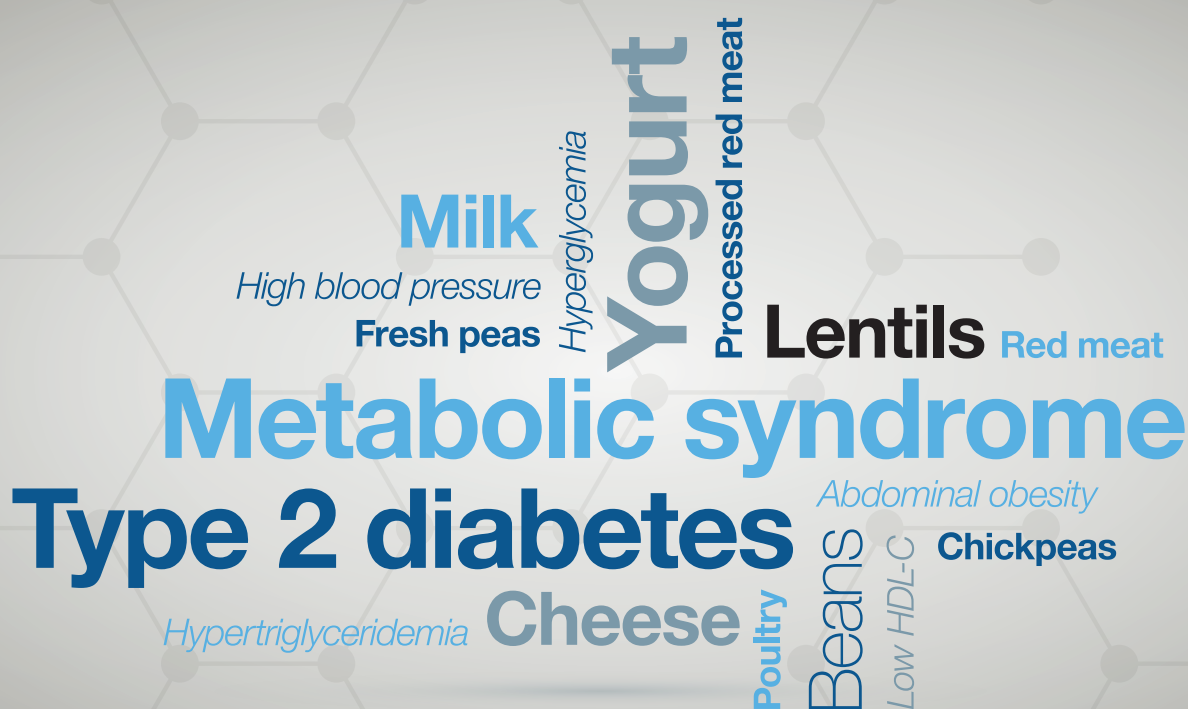 Yogurt
Processed red meat
Hyperglycemia
Milk
High blood pressure
Fresh peas
Lentils
Red meat
Metabolic syndrome
Type 2 diabetes
Abdominal obesity
Chickpeas
Beans
Low HDL-C
Hypertriglyceridemia
Cheese
Poultry